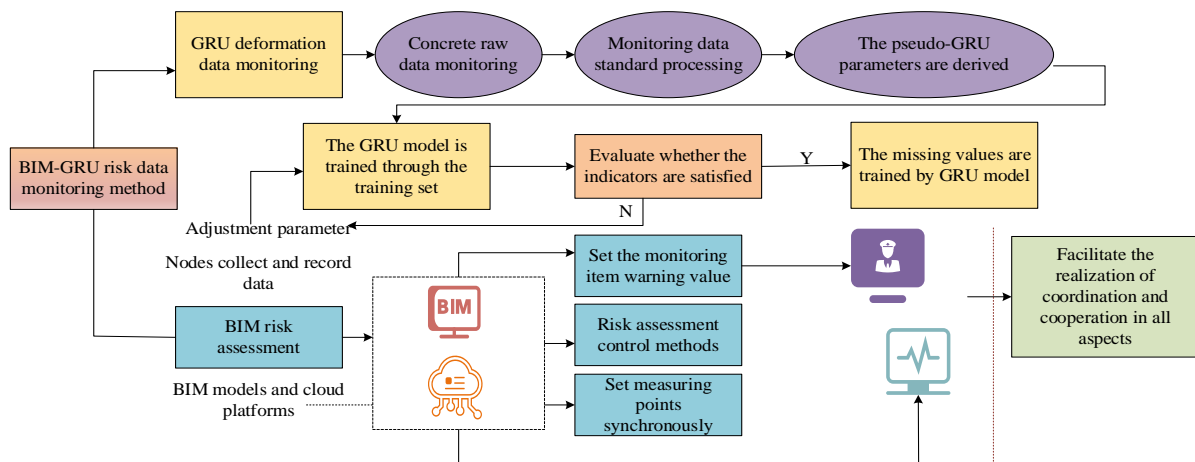 GRU deformation
data monitoring
Concrete raw
data monitoring
Monitoring data
standard processing
The pseudo-GRU
parameters are derived
BIM-GRU risk data
monitoring method
The GRU model is
trained through the
training set
Evaluate whether the
indicators are satisfied
Y
The missing values are
trained by GRU model
N
Adjustment parameter
Nodes collect and record
data
BIM risk
assessment
BIM models and cloud
platforms
BIM
Set the monitoring
item warning value
Risk assessment
control methods
Set measuring
points
synchronously
Facilitate the
realization of
coordination and
cooperation in all
aspects